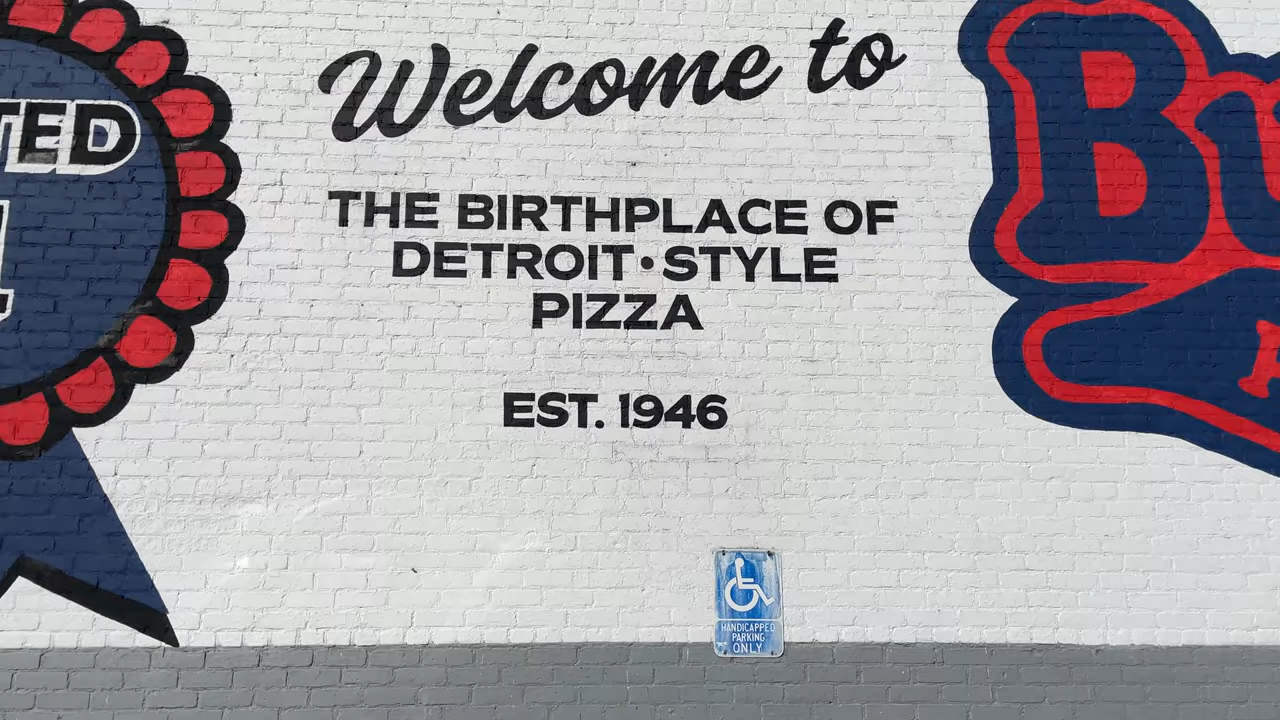 TED
Welcome to
THE BIRTHPLACE OF
DETROIT•STYLE
PIZZA
EST. 1946
HANDICAPPED
PARKING
ONLY